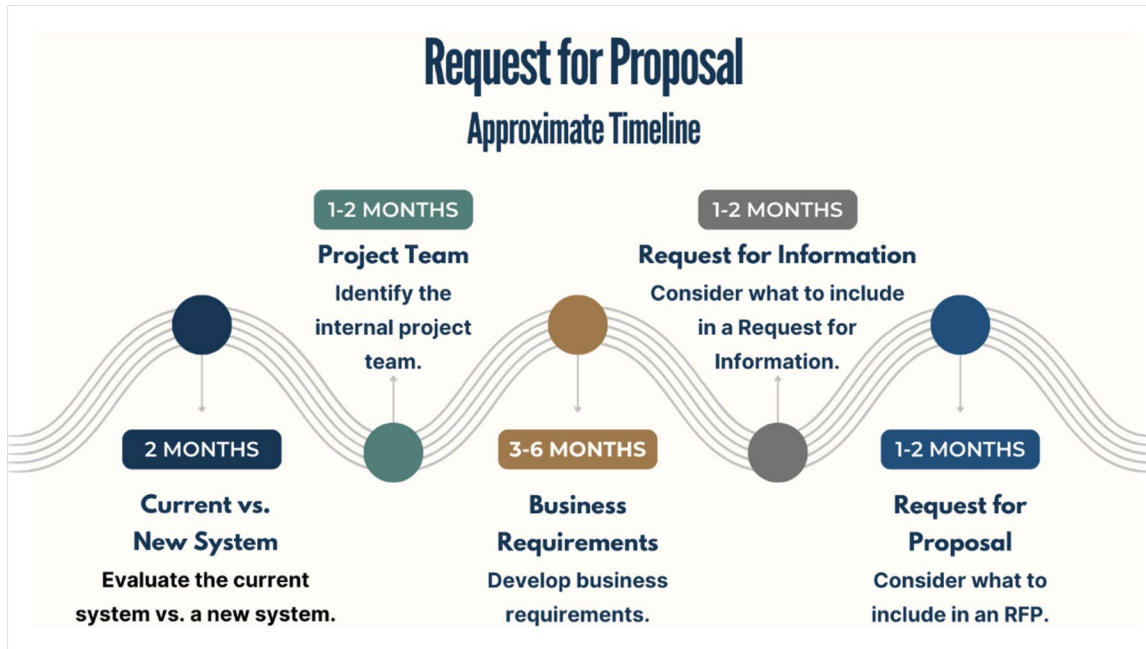 Request for Proposal
Approximate Timeline
2 MONTHS
Current vs.
New System
Evaluate the current
system vs. a new system.
1-2 MONTHS
Project Team
Identify the
internal project
team.
3-6 MONTHS
Business
Requirements
Develop business
requirements.
1-2 MONTHS
Request for Information
Consider what to include
in a Request for
Information.
1-2 MONTHS
Request for
Proposal
Consider what to
include in an RFP.